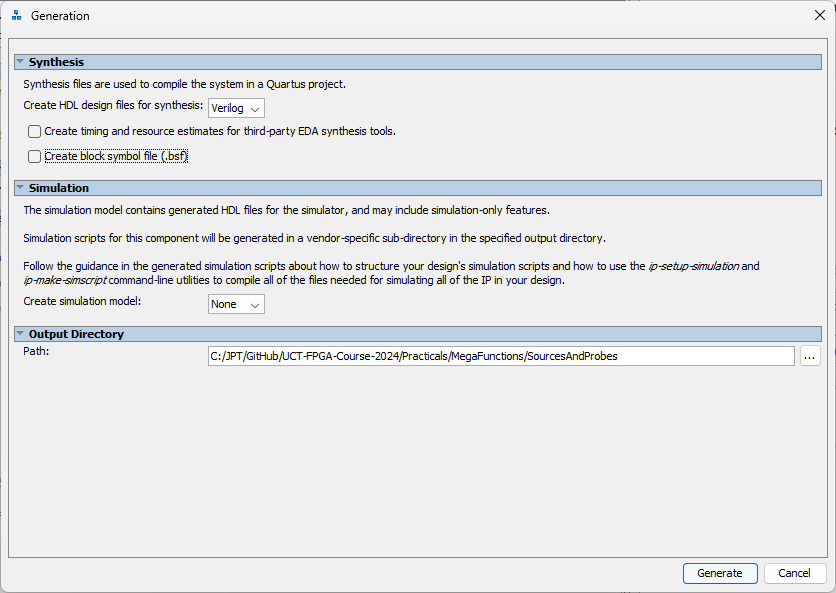 Generation
Synthesis
Synthesis files are used to compile the system in a Quartus project.
Create HDL design files for synthesis: Verilog
Create timing and resource estimates for third-party EDA synthesis tools.
Create block symbol file (.bsf)
Simulation
The simulation model contains generated HDL files for the simulator, and may include simulation-only features.
Simulation scripts for this component will be generated in a vendor-specific sub-directory in the specified output directory.
Follow the guidance in the generated simulation scripts about how to structure your design's simulation scripts and how to use the ip-setup-simulation and
ip-make-simscript command-line utilities to compile all of the files needed for simulating all of the IP in your design.
Create simulation model: None
Output Directory
Path: C:/JPT/GitHub/UCT-FPGA-Course-2024/Practicals/MegaFunctions/SourcesAndProbes ...
Generate Cancel